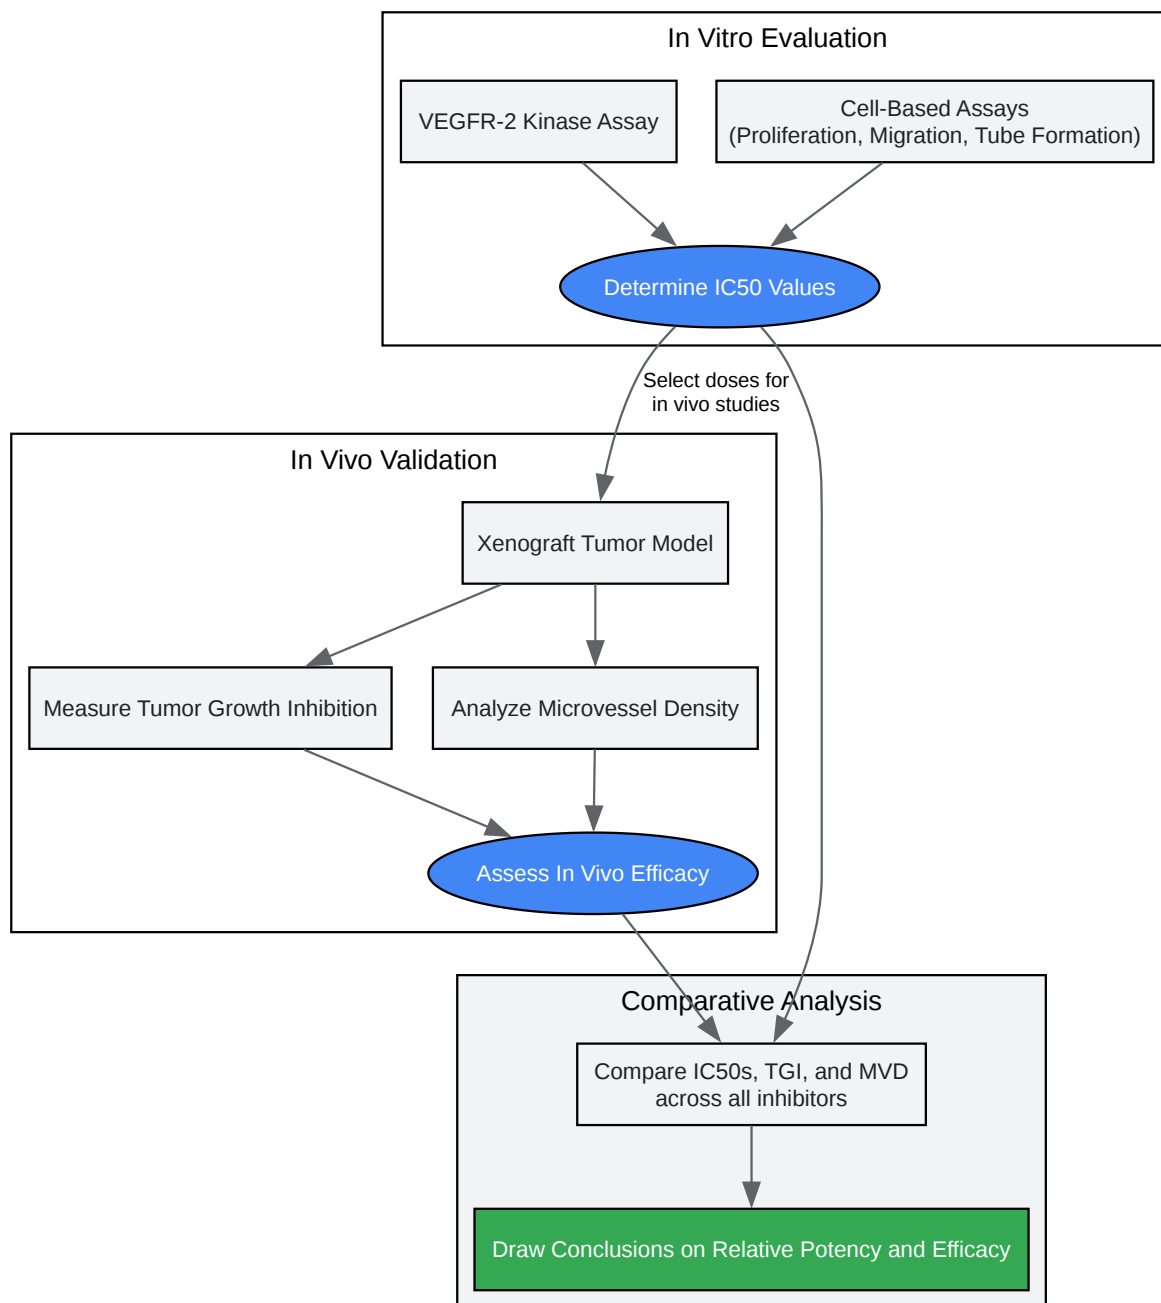 In Vitro Evaluation
VEGFR-2 Kinase Assay
Cell-Based Assays
(Proliferation, Migration, Tube Formation)
Determine IC50 Values
Select doses for
in vivo studies
In Vivo Validation
Xenograft Tumor Model
Measure Tumor Growth Inhibition
Analyze Microvessel Density
Assess In Vivo Efficacy
Comparative Analysis
Compare IC50s, TGI, and MVD
across all inhibitors
Draw Conclusions on Relative Potency and Efficacy